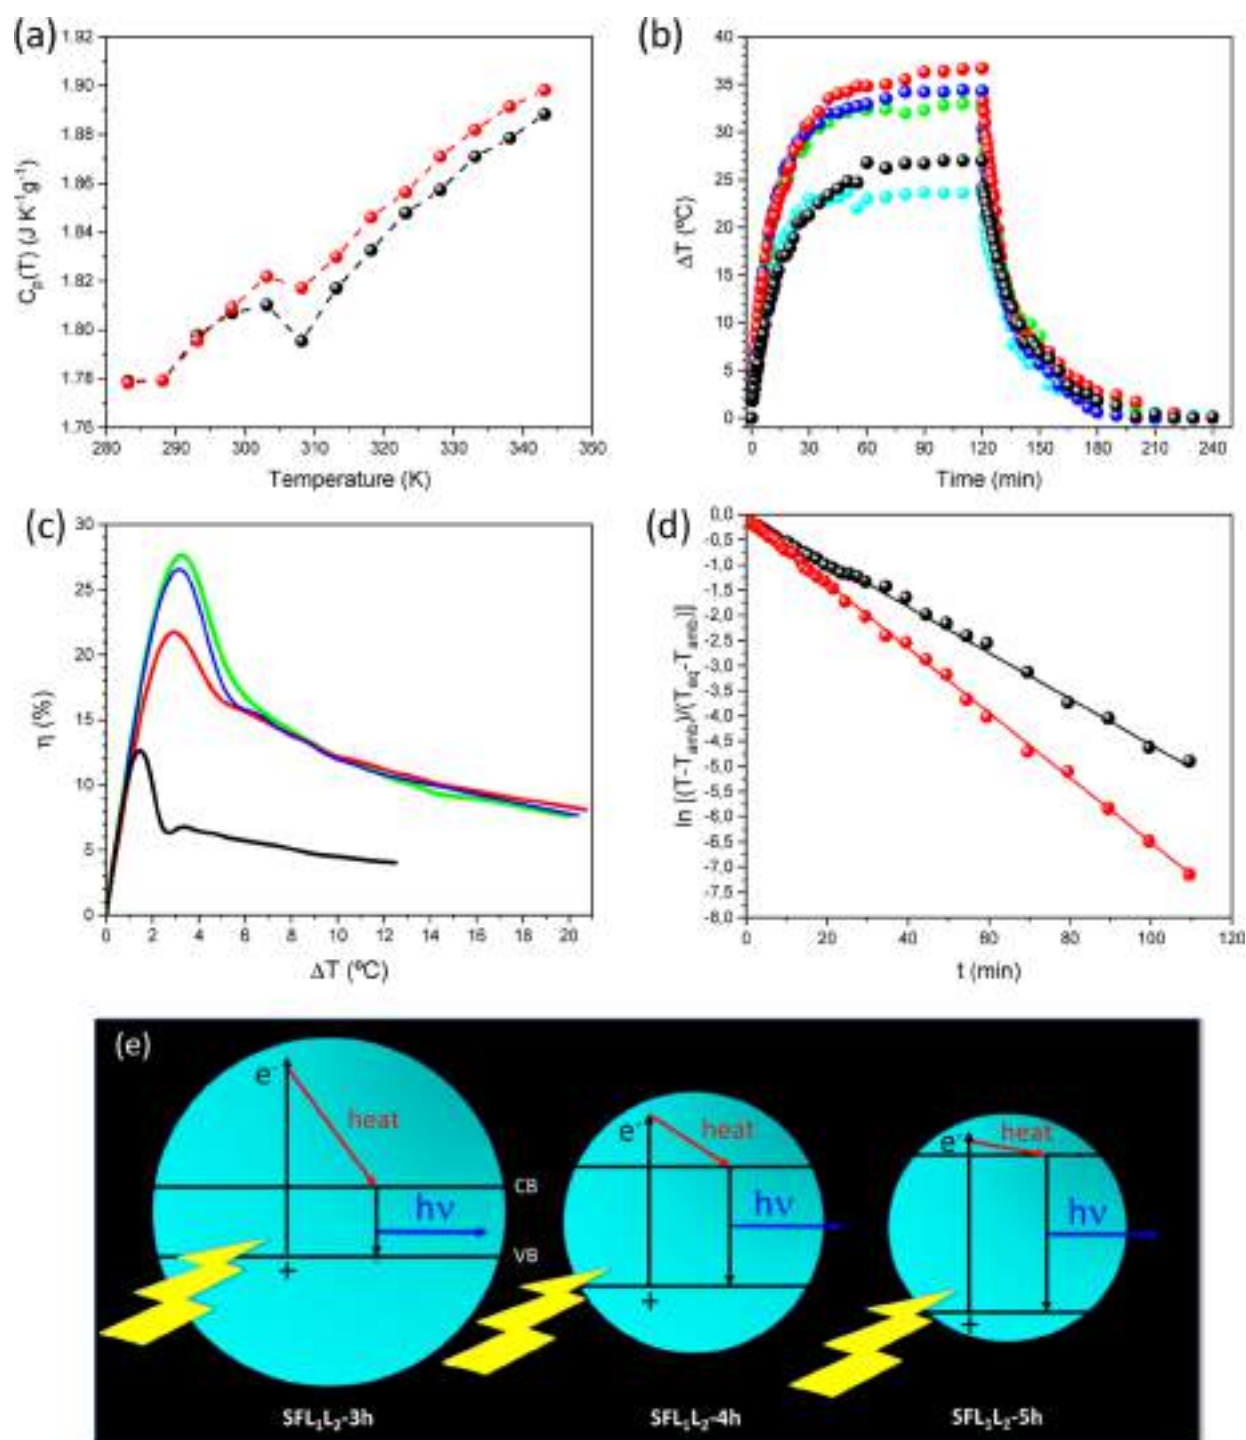 (a)
1.92
1.90
1.88
1.86
1.84
1.82
1.80
1.78
1.76
280 290 300 310 320 330 340 350
Cp(T) (J K⁻¹g⁻¹)
Temperature (K)
(b)
40
35
30
25
20
15
10
5
0
0 30 60 90 120 150 180 210 240
ΔT (ºC)
Time (min)
(c)
30
25
20
15
10
5
0
0 2 4 6 8 10 12 14 16 18 20
η (%)
ΔT (ºC)
(d)
0.0
-0.5
-1.0
-1.5
-2.0
-2.5
-3.0
-3.5
-4.0
-4.5
-5.0
-5.5
-6.0
-6.5
-7.0
-7.5
-8.0
0 20 40 60 80 100 120
ln [(T-Tamb)/(Teq-Tamb)]
t (min)
(e)
e⁻
heat
CB
hν
VB
+
SFL₁L₂-3h
e⁻
heat
hν
+
SFL₁L₂-4h
e⁻
heat
hν
+
SFL₁L₂-5h